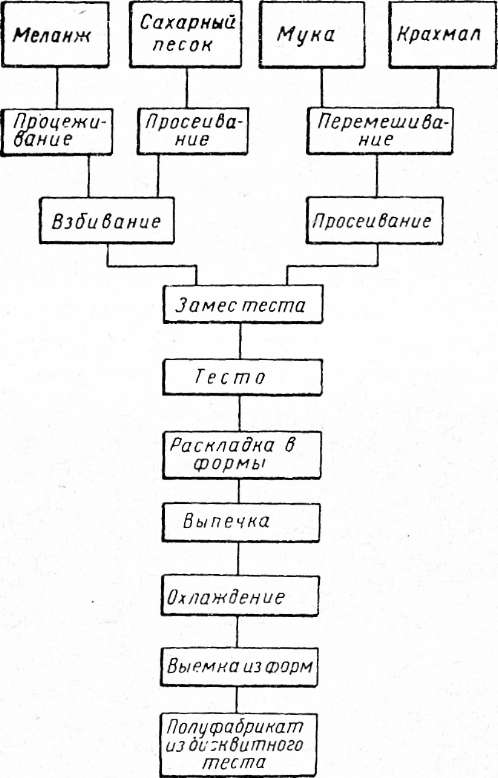 Меланж
Сахарный
песок
Мука
Крахмал
Процежи-
вание
Просеива-
ние
Перемешива-
ние
Взбивание
Просеивание
Замес теста
Тесто
Раскладка в
формы
Выпечка
Охлаждение
Выемка из форм
Полуфабрикат
из бисквитного
теста